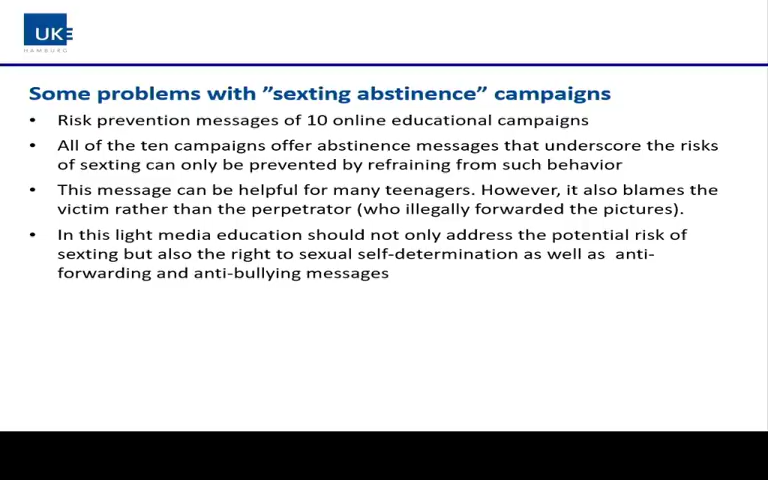 UKE
HAMBURG
Some problems with ”sexting abstinence” campaigns
• Risk prevention messages of 10 online educational campaigns
• All of the ten campaigns offer abstinence messages that underscore the risks
of sexting can only be prevented by refraining from such behavior
• This message can be helpful for many teenagers. However, it also blames the
victim rather than the perpetrator (who illegally forwarded the pictures).
• In this light media education should not only address the potential risk of
sexting but also the right to sexual self-determination as well as anti-
forwarding and anti-bullying messages